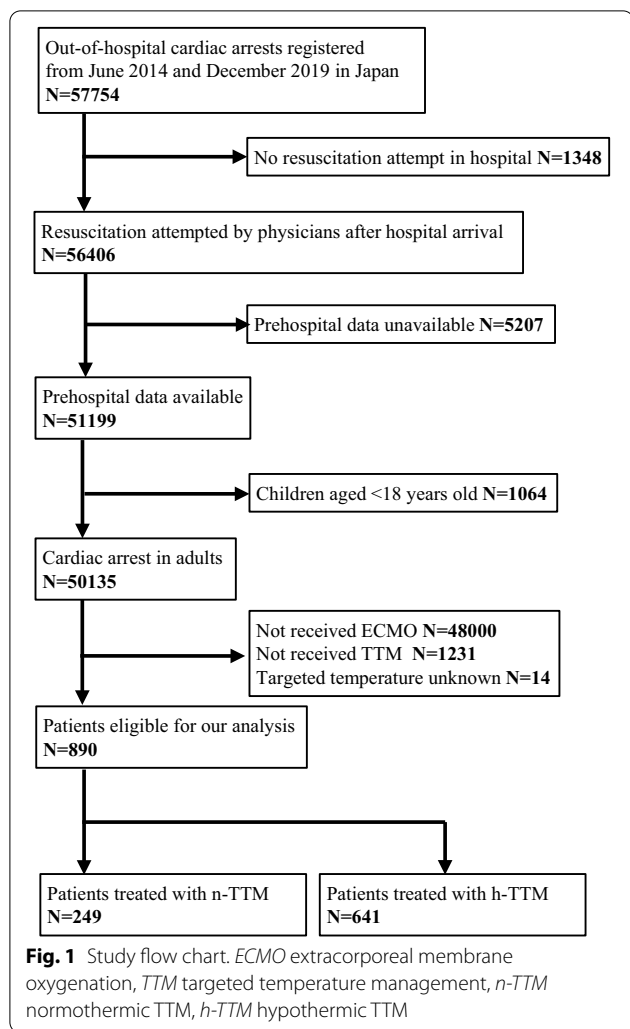 Out-of-hospital cardiac arrests registered
from June 2014 and December 2019 in Japan
N=57754
No resuscitation attempt in hospital N=1348
Resuscitation attempted by physicians after hospital arrival
N=56406
Prehospital data unavailable N=5207
Prehospital data available
N=51199
Children aged <18 years old N=1064
Cardiac arrest in adults
N=50135
Not received ECMO N=48000
Not received TTM N=1231
Targeted temperature unknown N=14
Patients eligible for our analysis
N=890
Patients treated with n-TTM
N=249
Patients treated with h-TTM
N=641
Fig. 1 Study flow chart. ECMO extracorporeal membrane
oxygenation, TTM targeted temperature management, n-TTM
normothermic TTM, h-TTM hypothermic TTM